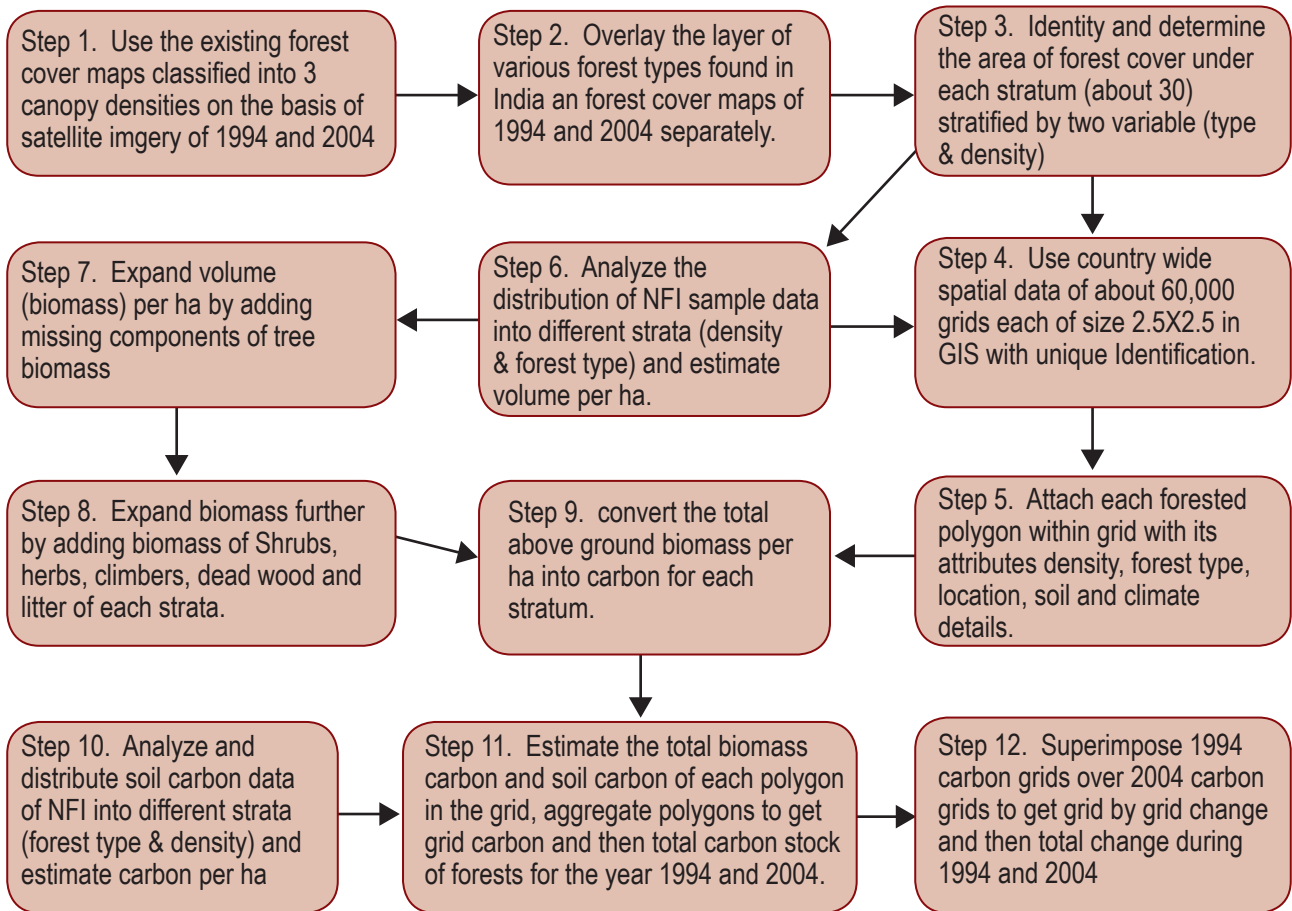 Step 1. Use the existing forest
cover maps classified into 3
canopy densities on the basis of
satellite imgery of 1994 and 2004
Step 2. Overlay the layer of
various forest types found in
India an forest cover maps of
1994 and 2004 separately.
Step 3. Identity and determine
the area of forest cover under
each stratum (about 30)
stratified by two variable (type
& density)
Step 7. Expand volume
(biomass) per ha by adding
missing components of tree
biomass
Step 6. Analyze the
distribution of NFI sample data
into different strata (density
& forest type) and estimate
volume per ha.
Step 4. Use country wide
spatial data of about 60,000
grids each of size 2.5X2.5 in
GIS with unique Identification.
Step 8. Expand biomass further
by adding biomass of Shrubs,
herbs, climbers, dead wood and
litter of each strata.
Step 9. convert the total
above ground biomass per
ha into carbon for each
stratum.
Step 5. Attach each forested
polygon within grid with its
attributes density, forest type,
location, soil and climate
details.
Step 10. Analyze and
distribute soil carbon data
of NFI into different strata
(forest type & density) and
estimate carbon per ha
Step 11. Estimate the total biomass
carbon and soil carbon of each polygon
in the grid, aggregate polygons to get
grid carbon and then total carbon stock
of forests for the year 1994 and 2004.
Step 12. Superimpose 1994
carbon grids over 2004 carbon
grids to get grid by grid change
and then total change during
1994 and 2004